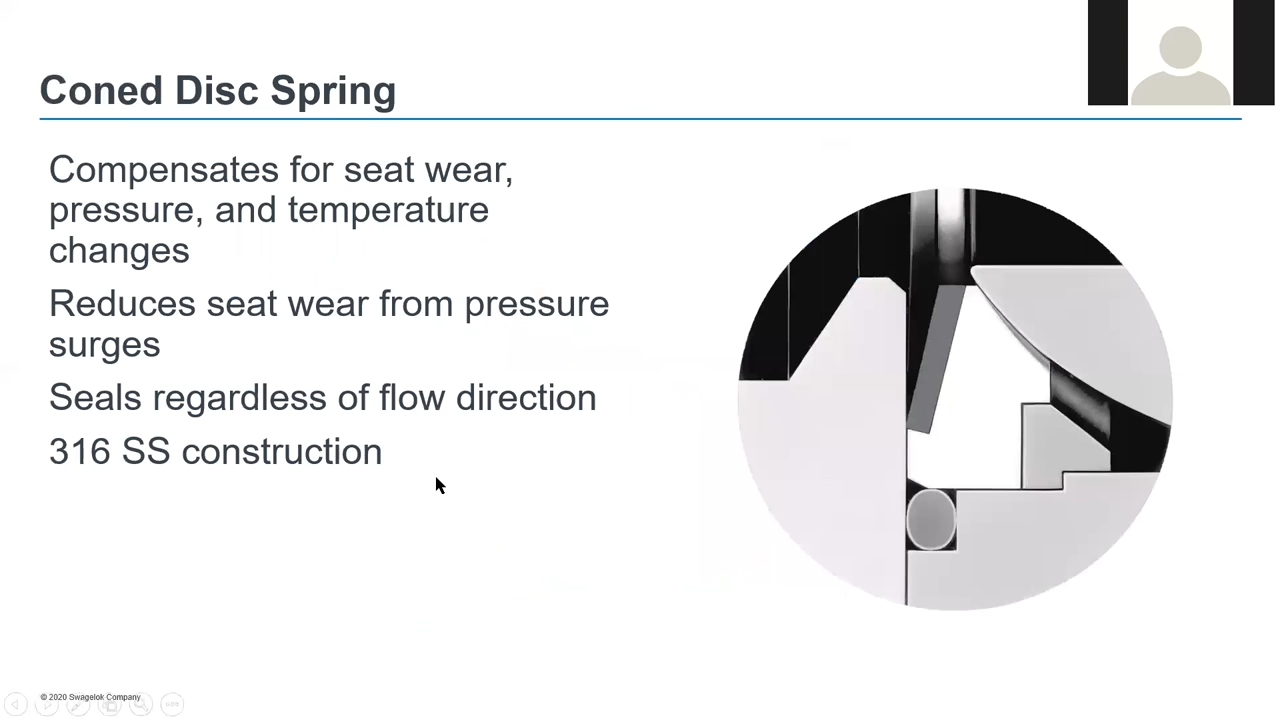 Coned Disc Spring
Compensates for seat wear,
pressure, and temperature
changes
Reduces seat wear from pressure
surges
Seals regardless of flow direction
316 SS construction
© 2020 Swagelok Company